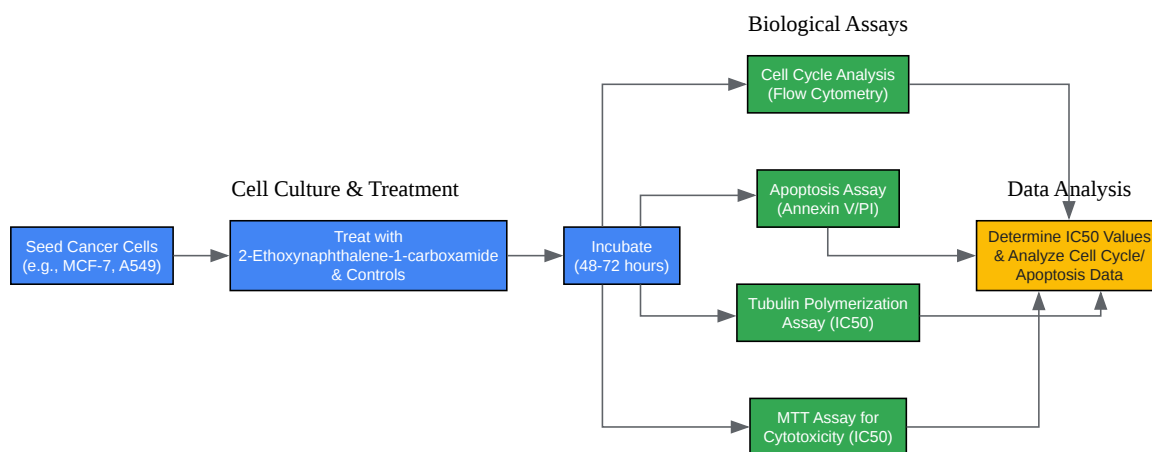 Biological Assays
Cell Cycle Analysis
(Flow Cytometry)
Cell Culture & Treatment
Apoptosis Assay
(Annexin V/PI)
Data Analysis
Seed Cancer Cells
(e.g., MCF-7, A549)
Treat with
2-Ethoxynaphthalene-1-carboxamide
& Controls
Incubate
(48-72 hours)
Determine IC50 Values
& Analyze Cell Cycle/
Apoptosis Data
Tubulin Polymerization
Assay (IC50)
MTT Assay for
Cytotoxicity (IC50)